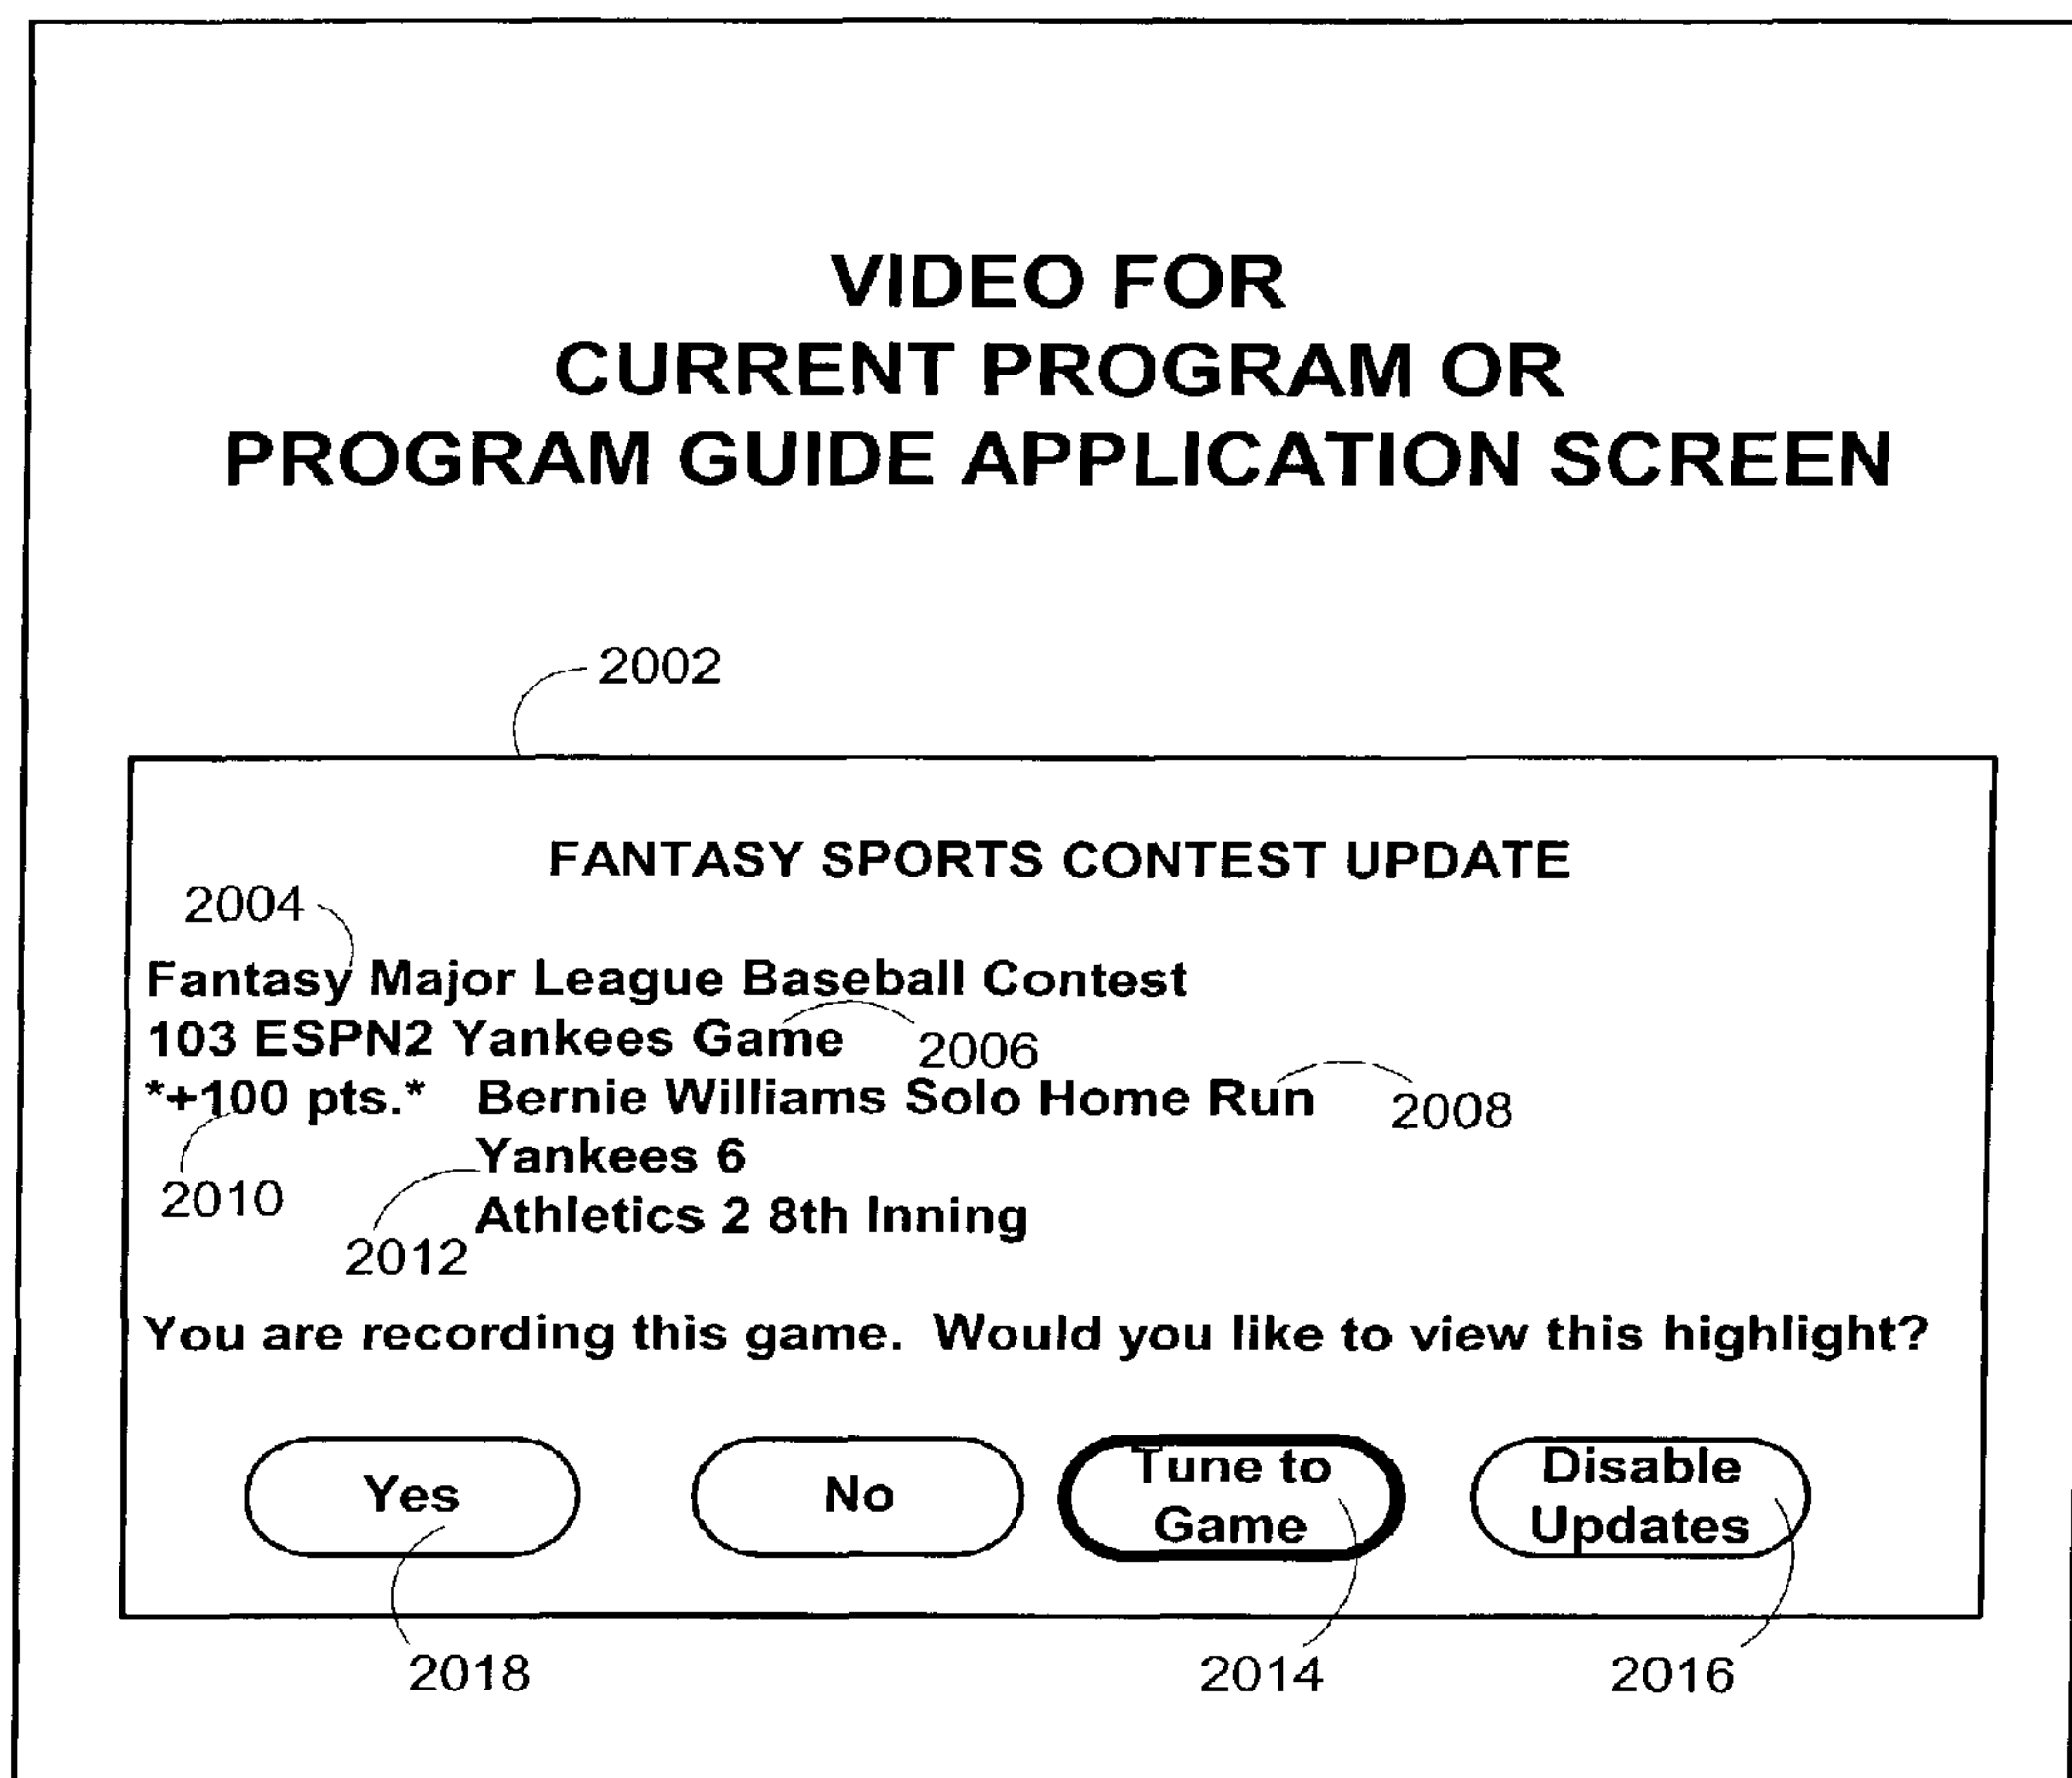 VIDEO FOR
CURRENT PROGRAM OR
PROGRAM GUIDE APPLICATION SCREEN
2002
FANTASY SPORTS CONTEST UPDATE
2004
Fantasy Major League Baseball Contest
103 ESPN2 Yankees Game 2006
*+100 pts.* Bernie Williams Solo Home Run 2008
Yankees 6
2010
Athletics 2 8th Inning
2012
You are recording this game. Would you like to view this highlight?
Yes
No
Tune to
Game
Disable
Updates
2018
2014
2016